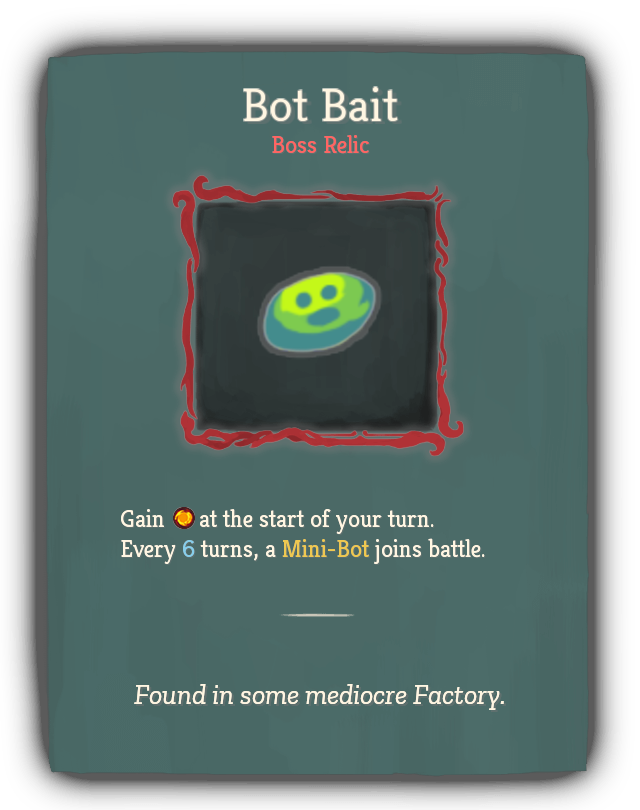 Bot Bait
Boss Relic
Gain at the start of your turn.
Every 6 turns, a Mini-Bot joins battle.
Found in some mediocre Factory.